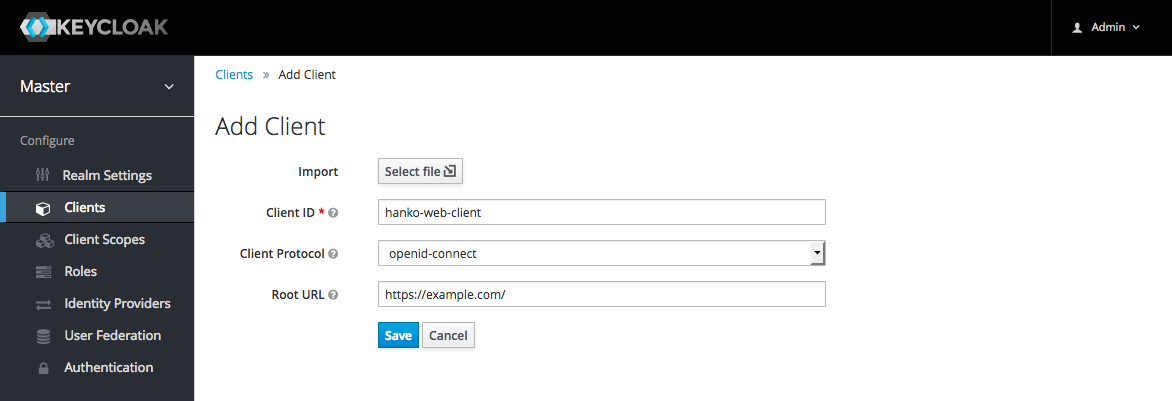 KEYCLOAK
Admin
Master
Configure
Realm Settings
Clients
Client Scopes
Roles
Identity Providers
User Federation
Authentication
Clients » Add Client
Add Client
Import Select file
Client ID * hanko-web-client
Client Protocol openid-connect
Root URL https://example.com/
Save Cancel